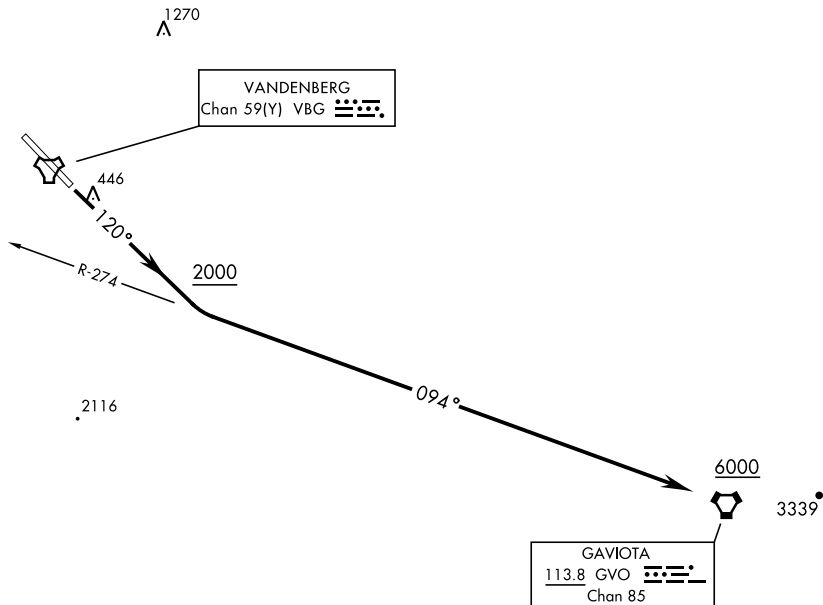 1270
VANDENBERG
Chan 59(Y) VBG
446
120°
R-274
2000
094°
2116
6000
3339
GAVIOTA
113.8 GVO
Chan 85